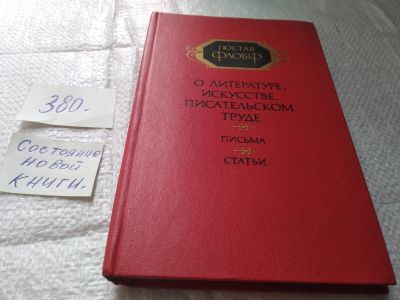 ГЮСТАВ
ФЛОБЕР
О ЛИТЕРАТУРЕ,
ИСКУССТВЕ,
ПИСАТЕЛЬСКОМ
ТРУДЕ
ПИСЬМА
СТАТЬИ
380-
Состояние
новой
книги.